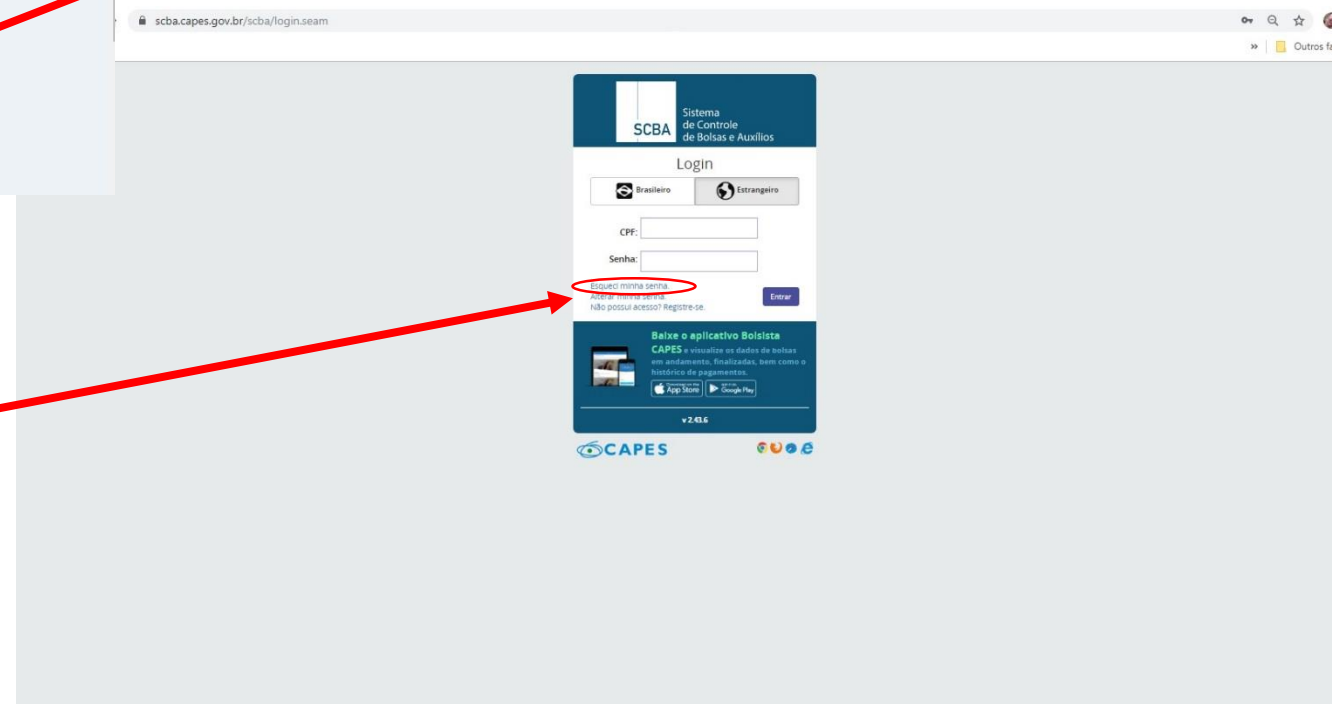 scba.capes.gov.br/scba/login.seam
» Outros fa
SCBA
Sistema
de Controle
de Bolsas e Auxílios
Login
Brasileiro Estrangeiro
CPF:
Senha:
Esqueci minha senha.
Alterar minha senha.
Não possui acesso? Registre-se.
Entrar
Baixe o aplicativo Bolsista
CAPES e visualize os dados de bolsas
em andamento, finalizadas, bem como o
histórico de pagamentos.
App Store Google Play
v 2.43.6
CAPES